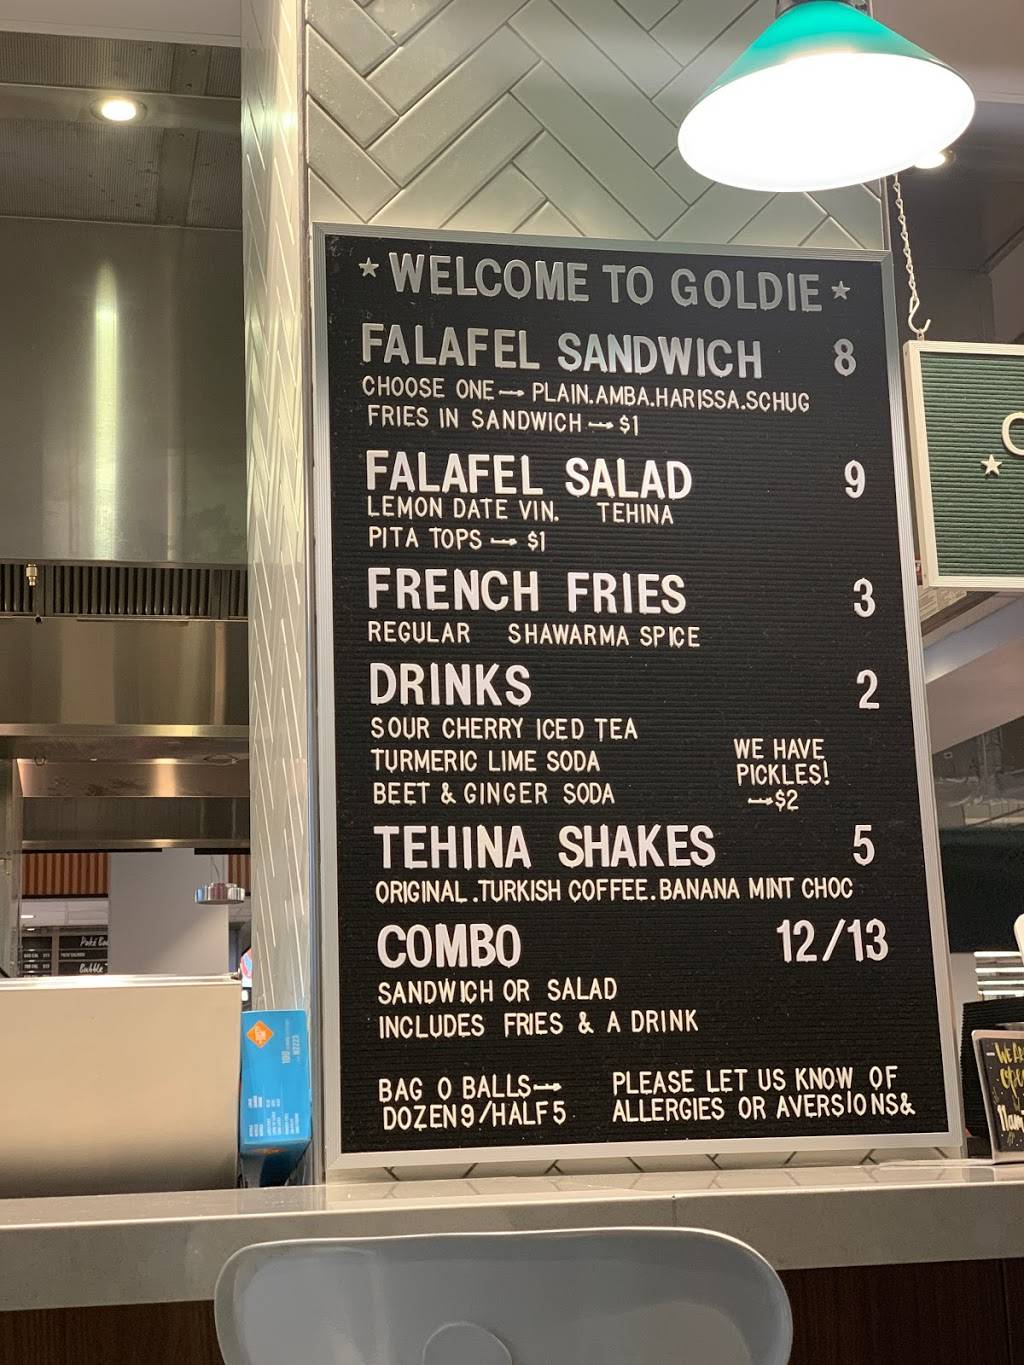 ★ WELCOME TO GOLDIE ★
FALAFEL SANDWICH 8
CHOOSE ONE → PLAIN.AMBA.HARISSA.SCHUG
FRIES IN SANDWICH → $1
FALAFEL SALAD 9
LEMON DATE VIN. TEHINA
PITA TOPS → $1
FRENCH FRIES 3
REGULAR SHAWARMA SPICE
DRINKS 2
SOUR CHERRY ICED TEA
TURMERIC LIME SODA
BEET & GINGER SODA
WE HAVE
PICKLES!
→ $2
TEHINA SHAKES 5
ORIGINAL.TURKISH COFFEE.BANANA MINT CHOC
COMBO 12/13
SANDWICH OR SALAD
INCLUDES FRIES & A DRINK
BAG O BALLS →
DOZEN 9/HALF 5
PLEASE LET US KNOW OF
ALLERGIES OR AVERSIONS&